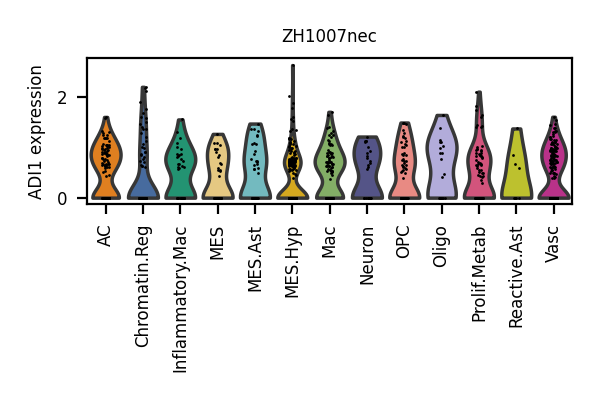 ZH1007nec
ADI1 expression
2
0
AC
Chromatin.Reg
Inflammatory.Mac
MES
MES.Ast
MES.Hyp
Mac
Neuron
OPC
Oligo
Prolif.Metab
Reactive.Ast
Vasc